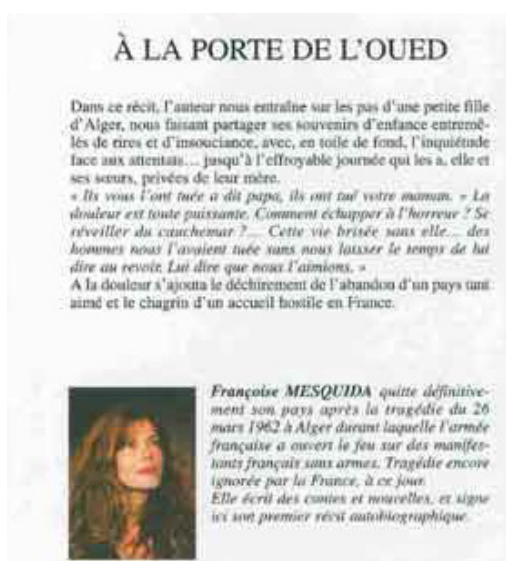 À LA PORTE DE L'OUED
Dans ce récit, l'auteur nous entraîne sur les pas d'une petite fille
d'Alger, nous faisant partager ses souvenirs d'enfance entremê-
lés de rires et d'insouciance, avec, en toile de fond, l'inquiétude
face aux attentats… jusqu'à l'effroyable journée qui les a, elle et
ses sœurs, privées de leur mère.
« Ils vous l'ont tuée a dit papa, ils ont tué votre maman. » La
douleur est toute puissante. Comment échapper à l'horreur ? Se
réveiller du cauchemar ?… Cette vie brisée sans elle… des
hommes nous l'avaient tuée sans nous laisser le temps de lui
dire au revoir. Lui dire que nous l'aimions. »
A la douleur s'ajouta le déchirement de l'abandon d'un pays tant
aimé et le chagrin d'un accueil hostile en France.
Françoise MESQUIDA quitte définitive-
ment son pays après la tragédie du 26
mars 1962 à Alger durant laquelle l'armée
française a ouvert le feu sur des manifes-
tants français sans armes. Tragédie encore
ignorée par la France, à ce jour.
Elle écrit des contes et nouvelles, et signe
ici son premier récit autobiographique.